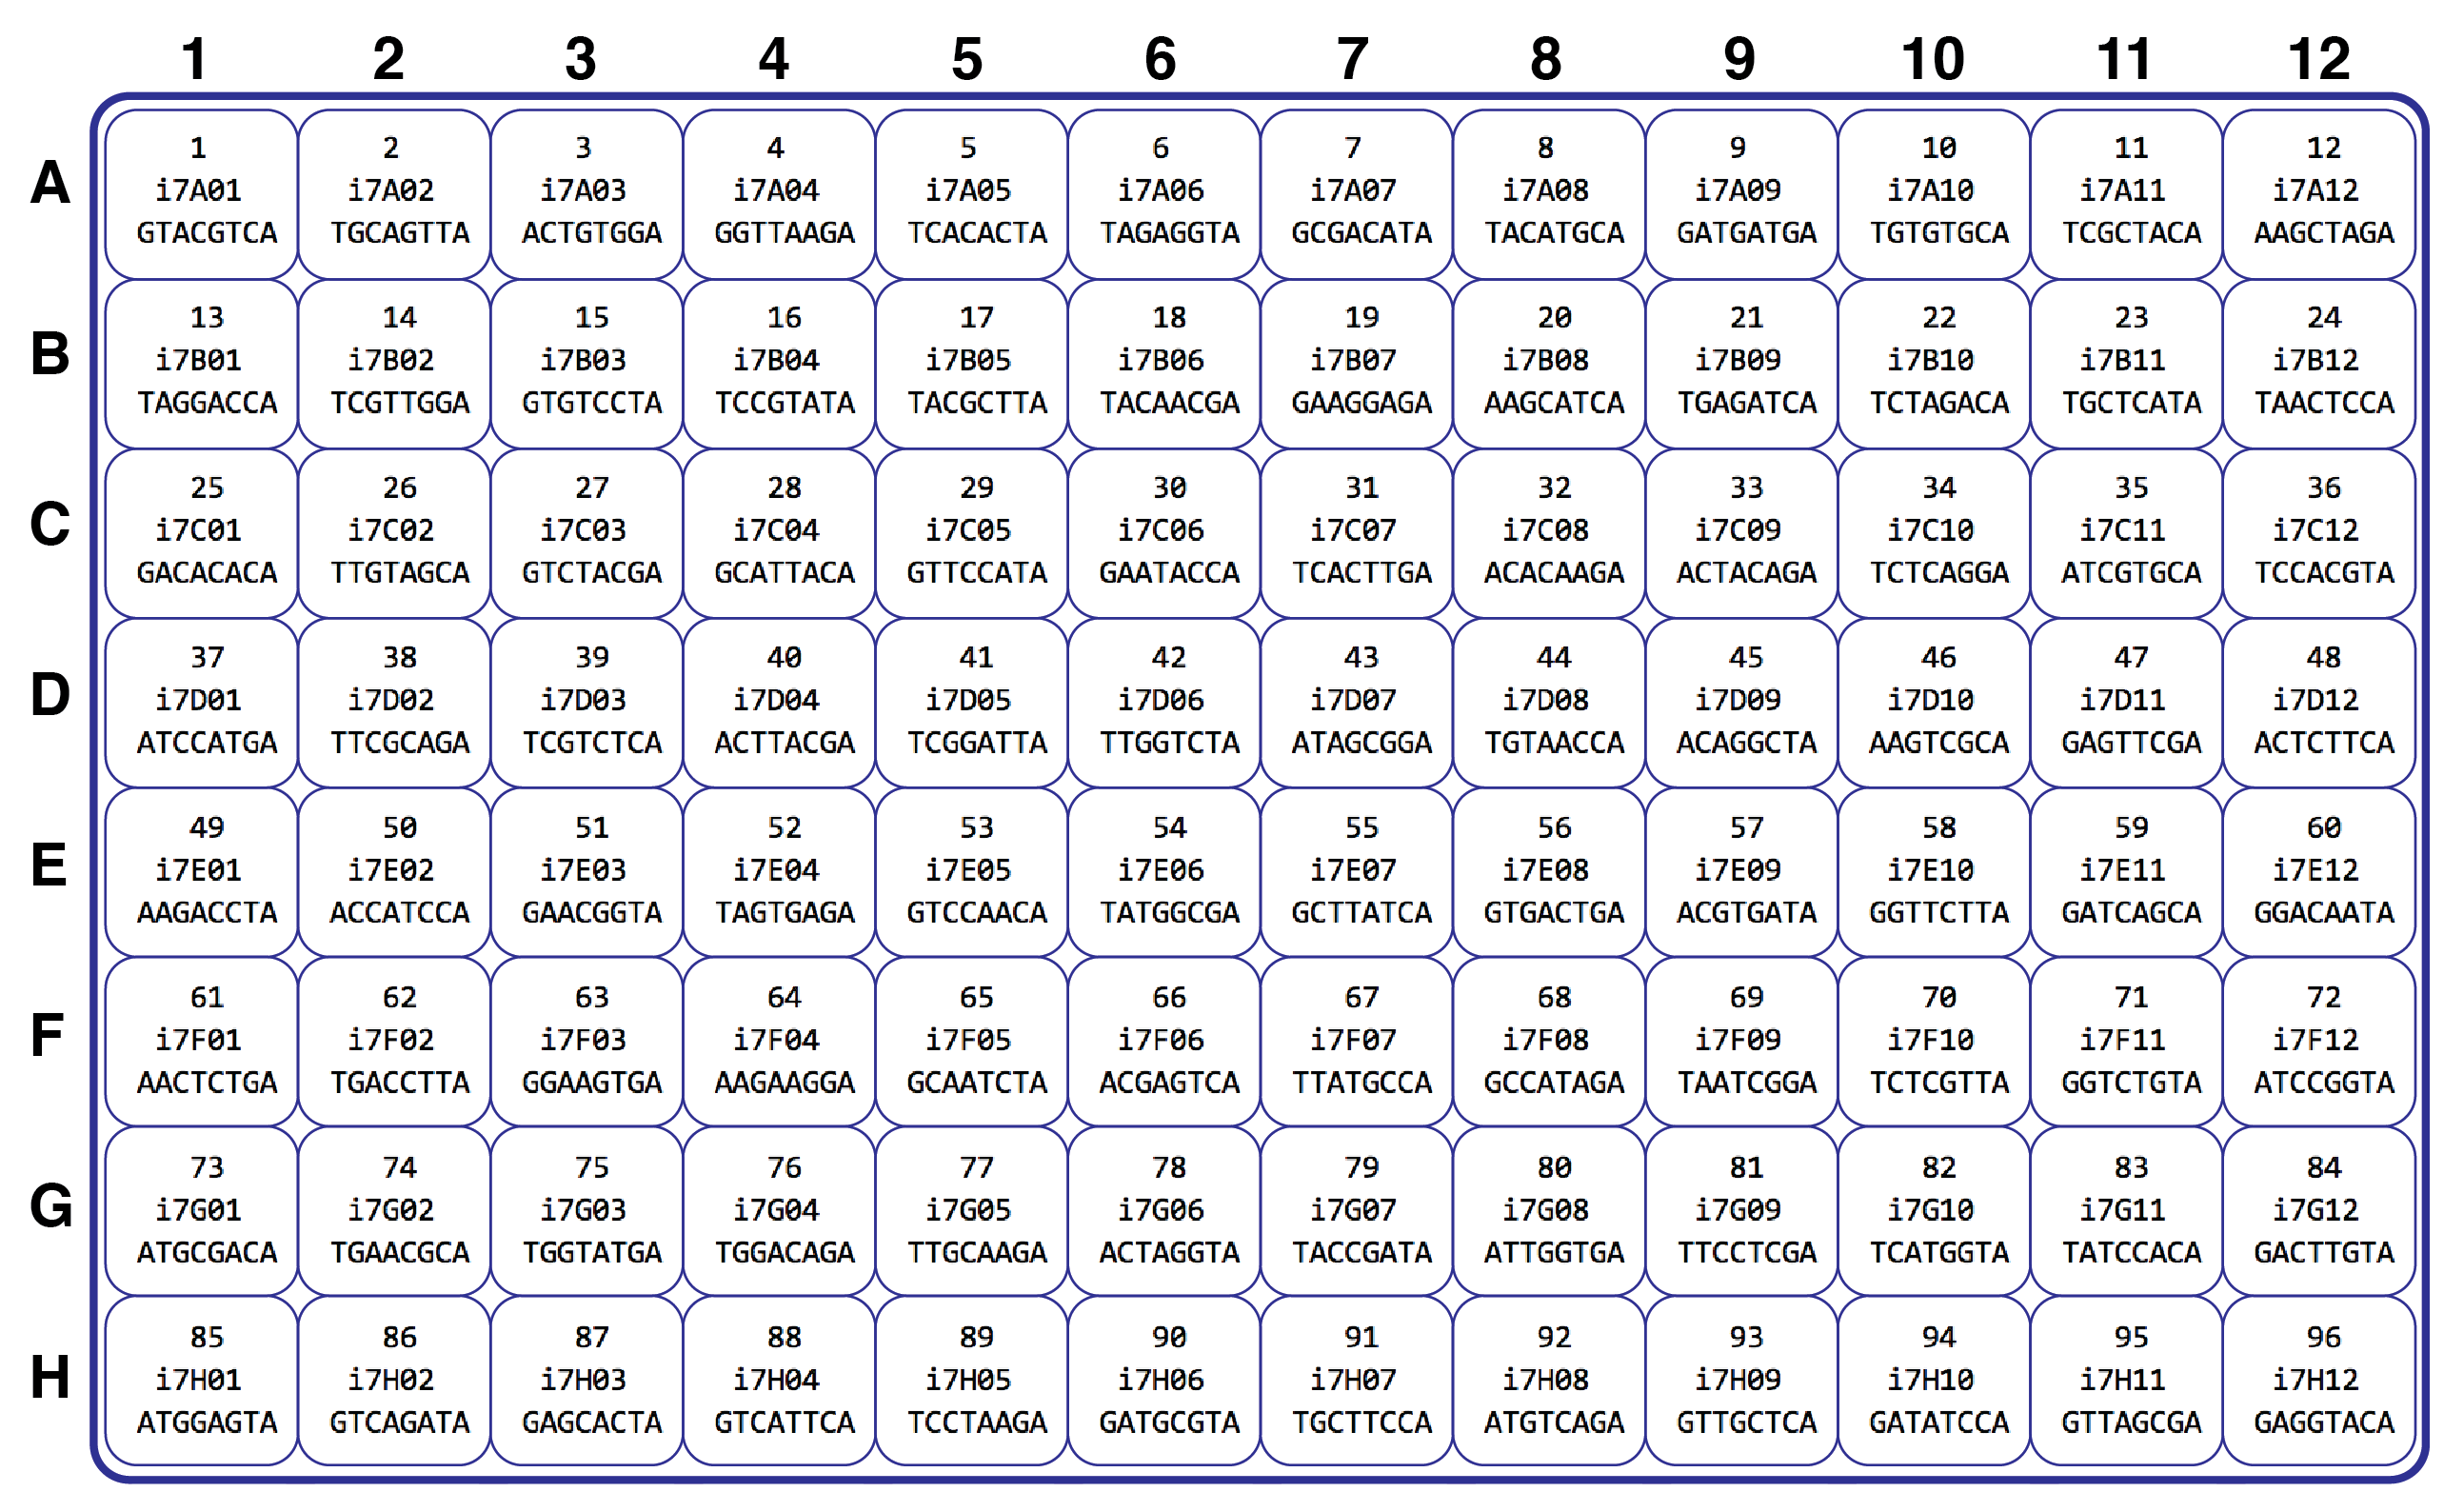 1 2 3 4 5 6 7 8 9 10 11 12
A
1 2 3 4 5 6 7 8 9 10 11 12
i7A01 i7A02 i7A03 i7A04 i7A05 i7A06 i7A07 i7A08 i7A09 i7A10 i7A11 i7A12
GTACGTCA TGCAGTTA ACTGTGGA GGTTAAGA TCACACTA TAGAGGTA GCGACATA TACATGCA GATGATGA TGTGTGCA TCGCTACA AAGCTAGA
B
13 14 15 16 17 18 19 20 21 22 23 24
i7B01 i7B02 i7B03 i7B04 i7B05 i7B06 i7B07 i7B08 i7B09 i7B10 i7B11 i7B12
TAGGACCA TCGTTGGA GTGTCCTA TCCGTATA TACGCTTA TACAACGA GAAGGAGA AAGCATCA TGAGATCA TCTAGACA TGCTCATA TAACTCCA
C
25 26 27 28 29 30 31 32 33 34 35 36
i7C01 i7C02 i7C03 i7C04 i7C05 i7C06 i7C07 i7C08 i7C09 i7C10 i7C11 i7C12
GACACACA TTGTAGCA GTCTACGA GCATTACA GTTCCATA GAATACCA TCACTTGA ACACAAGA ACTACAGA TCTCAGGA ATCGTGCA TCCACGTA
D
37 38 39 40 41 42 43 44 45 46 47 48
i7D01 i7D02 i7D03 i7D04 i7D05 i7D06 i7D07 i7D08 i7D09 i7D10 i7D11 i7D12
ATCCATGA TTCGCAGA TCGTCTCA ACTTACGA TCGGATTA TTGGTCTA ATAGCGGA TGTAACCA ACAGGCTA AAGTCGCA GAGTTCGA ACTCTTCA
E
49 50 51 52 53 54 55 56 57 58 59 60
i7E01 i7E02 i7E03 i7E04 i7E05 i7E06 i7E07 i7E08 i7E09 i7E10 i7E11 i7E12
AAGACCTA ACCATCCA GAACGGTA TAGTGAGA GTCCAACA TATGGCGA GCTTATCA GTGACTGA ACGTGATA GGTTCTTA GATCAGCA GGACAATA
F
61 62 63 64 65 66 67 68 69 70 71 72
i7F01 i7F02 i7F03 i7F04 i7F05 i7F06 i7F07 i7F08 i7F09 i7F10 i7F11 i7F12
AACTCTGA TGACCTTA GGAAGTGA AAGAAGGA GCAATCTA ACGAGTCA TTATGCCA GCCATAGA TAATCGGA TCTCGTTA GGTCTGTA ATCCGGTA
G
73 74 75 76 77 78 79 80 81 82 83 84
i7G01 i7G02 i7G03 i7G04 i7G05 i7G06 i7G07 i7G08 i7G09 i7G10 i7G11 i7G12
ATGCGACA TGAACGCA TGGTATGA TGGACAGA TTGCAAGA ACTAGGTA TACCGATA ATTGGTGA TTCCTCGA TCATGGTA TATCCACA GACTTGTA
H
85 86 87 88 89 90 91 92 93 94 95 96
i7H01 i7H02 i7H03 i7H04 i7H05 i7H06 i7H07 i7H08 i7H09 i7H10 i7H11 i7H12
ATGGAGTA GTCAGATA GAGCACTA GTCATTCA TCCTAAGA GATGCGTA TGCTTCCA ATGTCAGA GTTGCTCA GATATCCA GTTAGCGA GAGGTACA